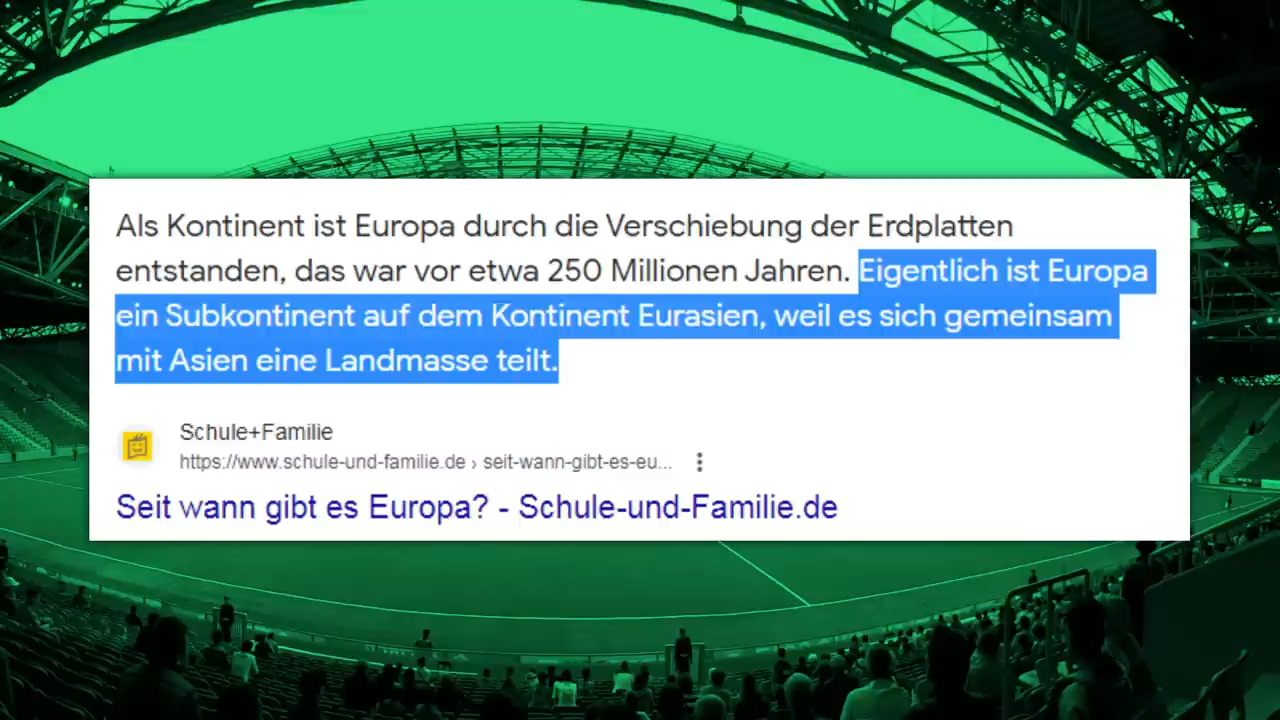 Als Kontinent ist Europa durch die Verschiebung der Erdplatten
entstanden, das war vor etwa 250 Millionen Jahren. Eigentlich ist Europa
ein Subkontinent auf dem Kontinent Eurasien, weil es sich gemeinsam
mit Asien eine Landmasse teilt.
Schule+Familie
https://www.schule-und-familie.de › seit-wann-gibt-es-eu...
Seit wann gibt es Europa? - Schule-und-Familie.de